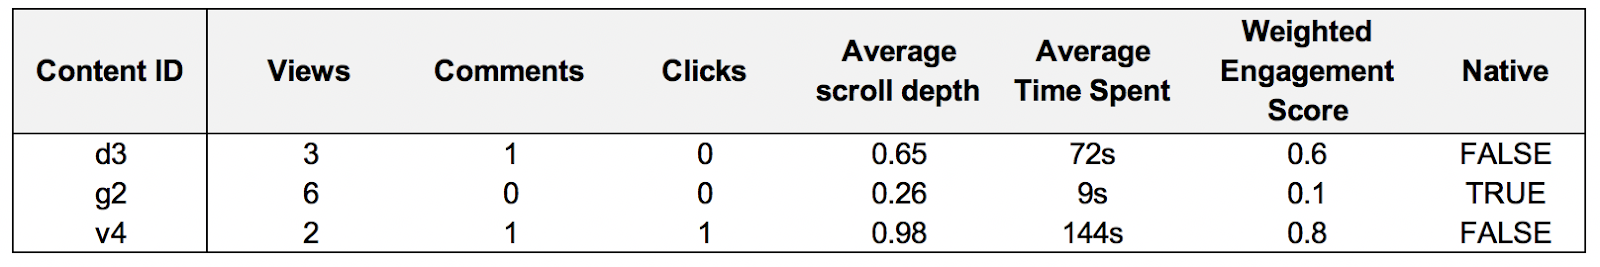 Content ID Views Comments Clicks Average scroll depth Average Time Spent Weighted Engagement Score Native
d3 3 1 0 0.65 72s 0.6 FALSE
g2 6 0 0 0.26 9s 0.1 TRUE
v4 2 1 1 0.98 144s 0.8 FALSE